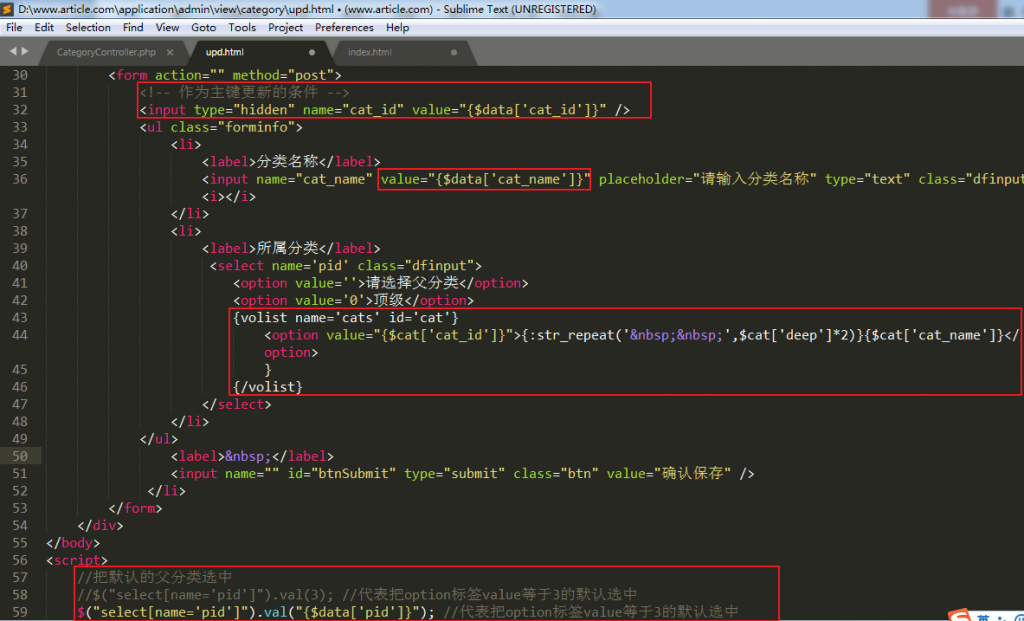 D:\www.article.com\application\admin\view\category\upd.html • (www.article.com) - Sublime Text (UNREGISTERED)
File Edit Selection Find View Goto Tools Project Preferences Help
CategoryController.php × upd.html index.html
30 <form action="" method="post">
31 <!-- 作为主键更新的条件 -->
32 <input type="hidden" name="cat_id" value="{$data['cat_id']}" />
33 <ul class="forminfo">
34 <li>
35 <label>分类名称</label>
36 <input name="cat_name" value="{$data['cat_name']}" placeholder="请输入分类名称" type="text" class="dfinput
<i></i>
37 </li>
38 <li>
39 <label>所属分类</label>
40 <select name='pid' class="dfinput">
41 <option value=''>请选择父分类</option>
42 <option value='0'>顶级</option>
43 {volist name='cats' id='cat'}
44 <option value="{$cat['cat_id']}">{:str_repeat('&nbsp;&nbsp;',$cat['deep']*2)}{$cat['cat_name']}</
option>
45 }
46 {/volist}
47 </select>
48 </li>
49 </ul>
50 <label>&nbsp;</label>
51 <input name="" id="btnSubmit" type="submit" class="btn" value="确认保存" />
52 </li>
53 </form>
54 </div>
55 </body>
56 <script>
57 //把默认的父分类选中
58 //$("select[name='pid']").val(3); //代表把option标签value等于3的默认选中
59 $("select[name='pid']").val("{$data['pid']}"); //代表把option标签value等于3的默认选中
英